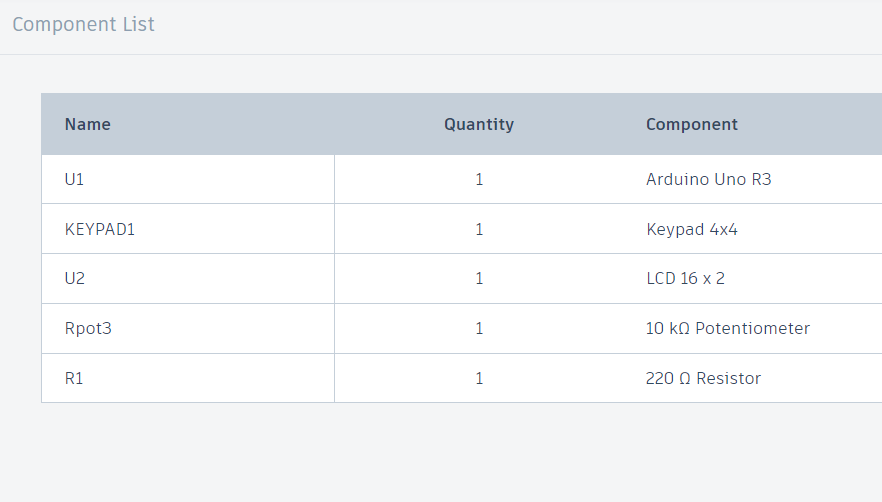 Component List
Name Quantity Component
U1 1 Arduino Uno R3
KEYPAD1 1 Keypad 4x4
U2 1 LCD 16 x 2
Rpot3 1 10 kΩ Potentiometer
R1 1 220 Ω Resistor